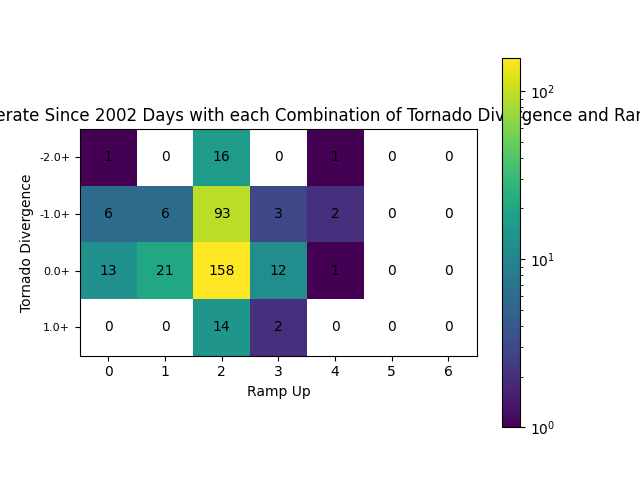 Since 2002 Days with each Combination of Tornado Divergence and
10²
-2.0+ 1 0 16 0 1 0 0
-1.0+ 6 6 93 3 2 0 0
Tornado Divergence
0.0+ 13 21 158 12 1 0 0
10¹
1.0+ 0 0 14 2 0 0 0
0 1 2 3 4 5 6
Ramp Up
10⁰